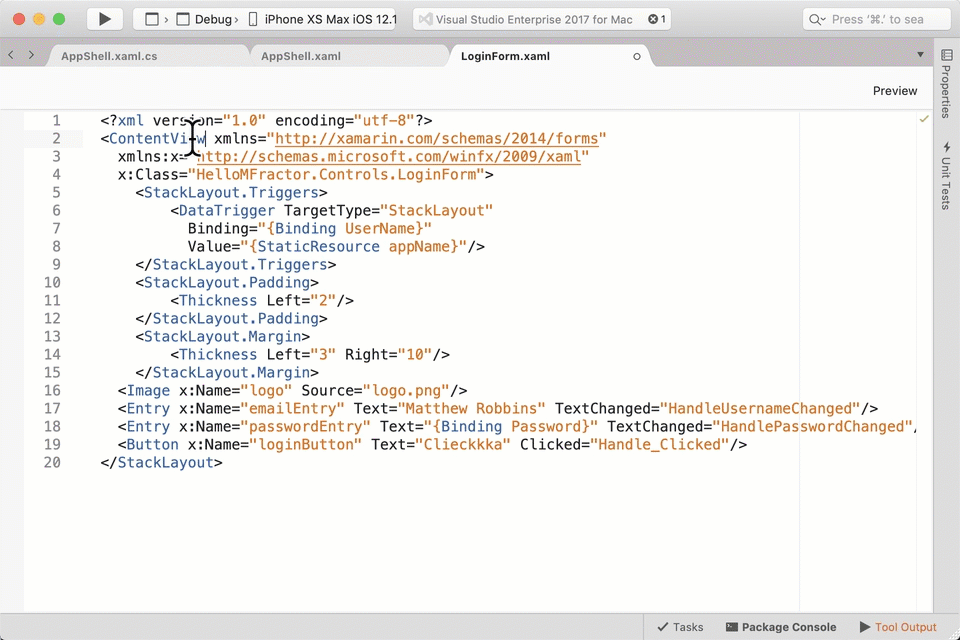 Debug › iPhone XS Max iOS 12.1
Visual Studio Enterprise 2017 for Mac 1
Press '⌘.' to sea
AppShell.xaml.cs
AppShell.xaml
LoginForm.xaml
Preview
Properties
Unit Tests
1 <?xml version="1.0" encoding="utf-8"?>
2 <ContentView xmlns="http://xamarin.com/schemas/2014/forms"
3 xmlns:x="http://schemas.microsoft.com/winfx/2009/xaml"
4 x:Class="HelloMFractor.Controls.LoginForm">
5 <StackLayout.Triggers>
6 <DataTrigger TargetType="StackLayout"
7 Binding="{Binding UserName}"
8 Value="{StaticResource appName}"/>
9 </StackLayout.Triggers>
10 <StackLayout.Padding>
11 <Thickness Left="2"/>
12 </StackLayout.Padding>
13 <StackLayout.Margin>
14 <Thickness Left="3" Right="10"/>
15 </StackLayout.Margin>
16 <Image x:Name="logo" Source="logo.png"/>
17 <Entry x:Name="emailEntry" Text="Matthew Robbins" TextChanged="HandleUsernameChanged"/>
18 <Entry x:Name="passwordEntry" Text="{Binding Password}" TextChanged="HandlePasswordChanged"
19 <Button x:Name="loginButton" Text="Clieckkka" Clicked="Handle_Clicked"/>
20 </StackLayout>
Tasks
Package Console
Tool Output